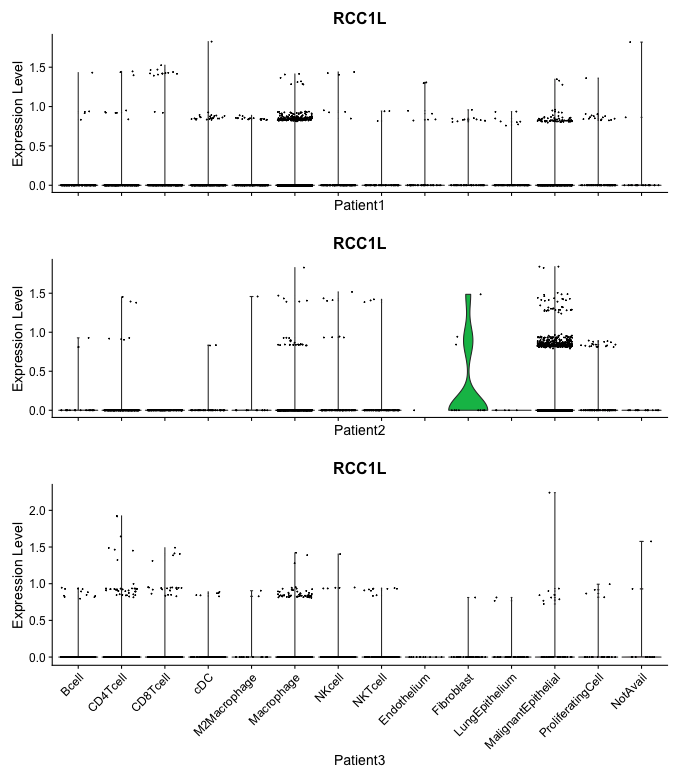 RCC1L
Expression Level
1.5
1.0
0.5
0.0
Patient1
RCC1L
Expression Level
1.5
1.0
0.5
0.0
Patient2
RCC1L
Expression Level
2.0
1.5
1.0
0.5
0.0
Bcell
CD4Tcell
CD8Tcell
cDC
M2Macrophage
Macrophage
NKcell
NKTcell
Endothelium
Fibroblast
LungEpithelium
MalignantEpithelial
ProliferatingCell
NotAvail
Patient3